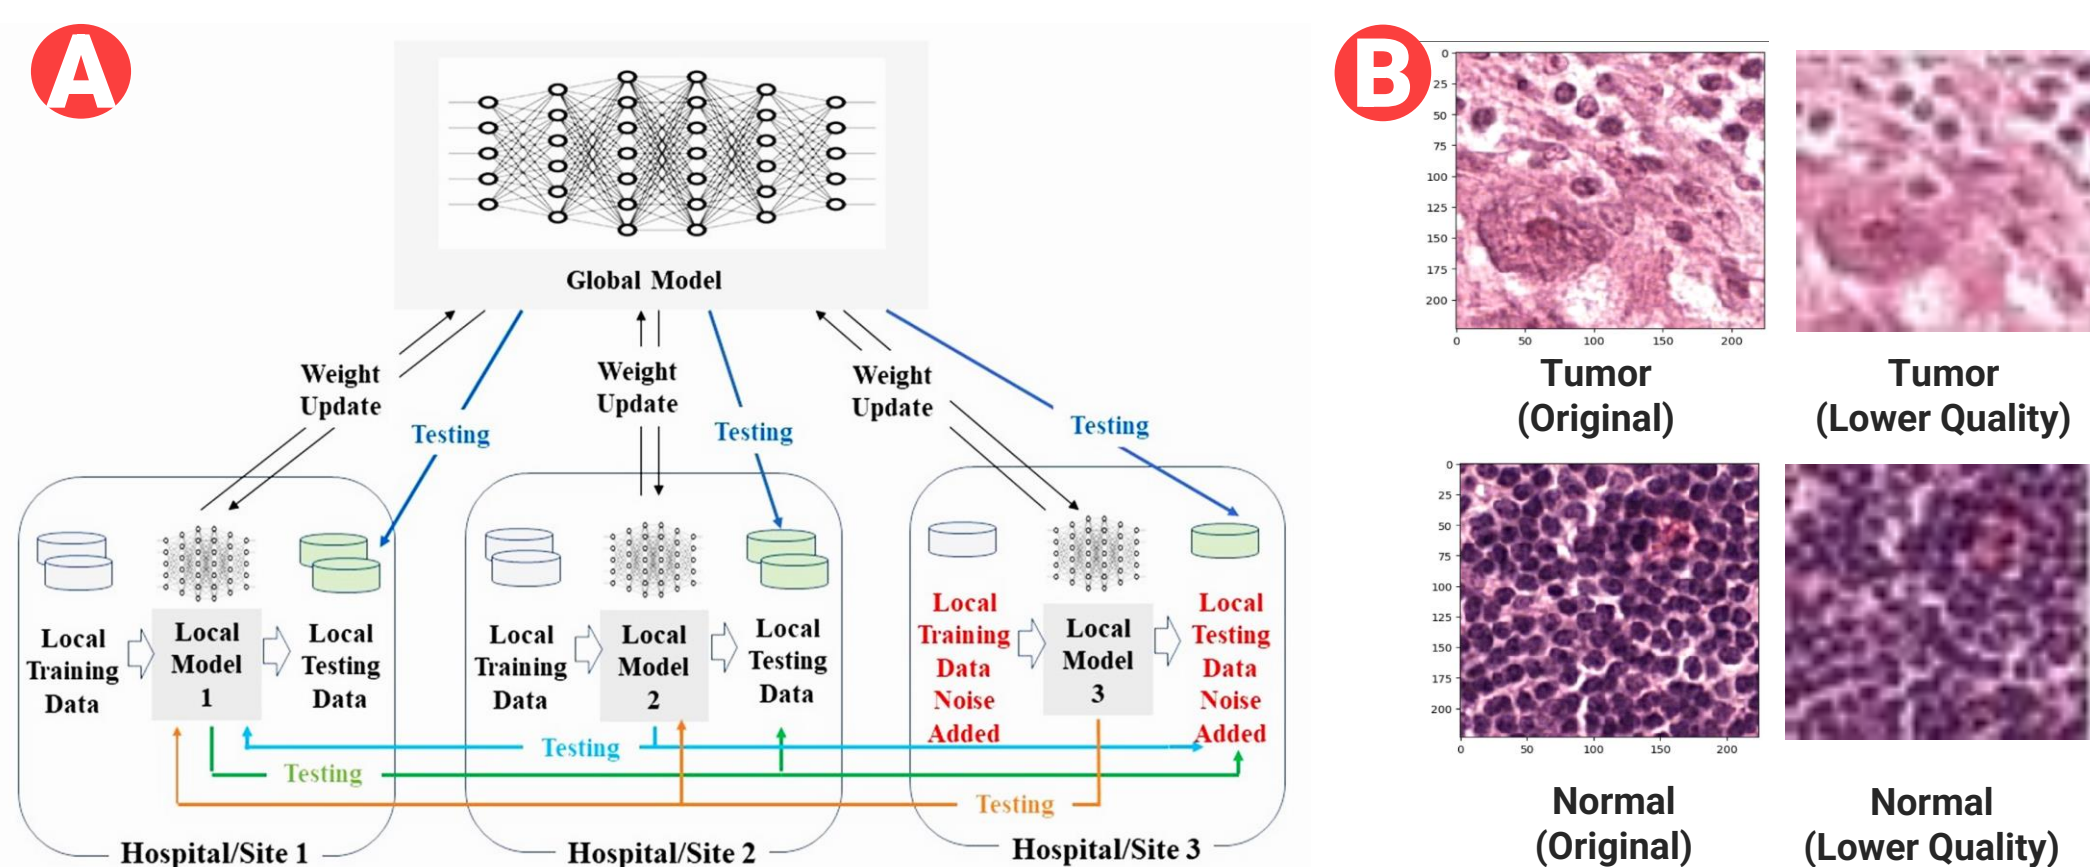 A
Global Model
Weight
Update
Testing
Weight
Update
Testing
Weight
Update
Testing
Local
Training
Data
Local
Model
1
Local
Testing
Data
Local
Training
Data
Local
Model
2
Local
Testing
Data
Local
Training
Data
Noise
Added
Local
Model
3
Local
Testing
Data
Noise
Added
Testing
Testing
Testing
Hospital/Site 1
Hospital/Site 2
Hospital/Site 3
B
0
25
50
75
100
125
150
175
200
0 50 100 150 200
Tumor
(Original)
Tumor
(Lower Quality)
0
25
50
75
100
125
150
175
200
0 50 100 150 200
Normal
(Original)
Normal
(Lower Quality)